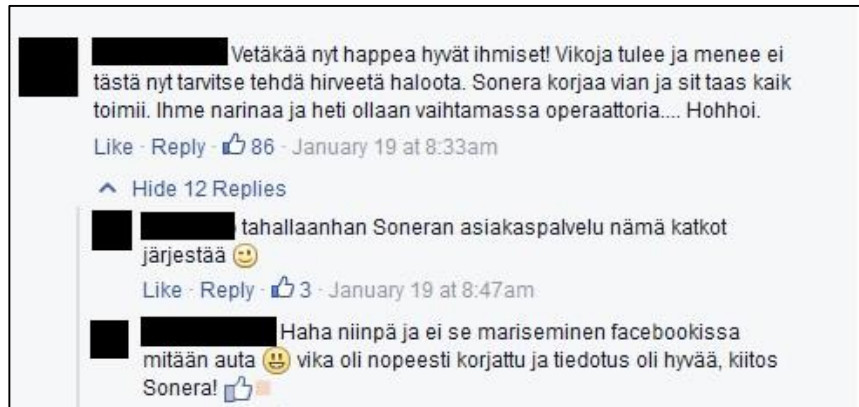 Vetäkää nyt happea hyvät ihmiset! Vikoja tulee ja menee ei
tästä nyt tarvitse tehdä hirveetä haloota. Sonera korjaa vian ja sit taas kaik
toimii. Ihme narinaa ja heti ollaan vaihtamassa operaattoria.... Hohhoi.
Like · Reply · 86 · January 19 at 8:33am
Hide 12 Replies
tahallaanhan Soneran asiakaspalvelu nämä katkot
järjestää
Like · Reply · 3 · January 19 at 8:47am
Haha niinpä ja ei se mariseminen facebookissa
mitään auta vika oli nopeesti korjattu ja tiedotus oli hyvää, kiitos
Sonera!